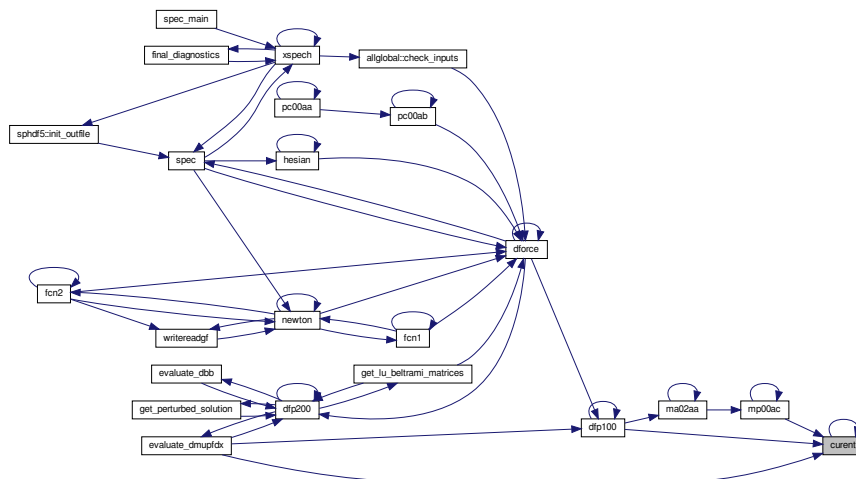 spec_main
final_diagnostics
xspech
allglobal::check_inputs
pc00aa
pc00ab
sphdf5::init_outfile
spec
hesian
dforce
fcn2
newton
writereadgf
fcn1
evaluate_dbb
get_lu_beltrami_matrices
get_perturbed_solution
dfp200
ma02aa
mp00ac
dfp100
evaluate_dmupfdx
curent